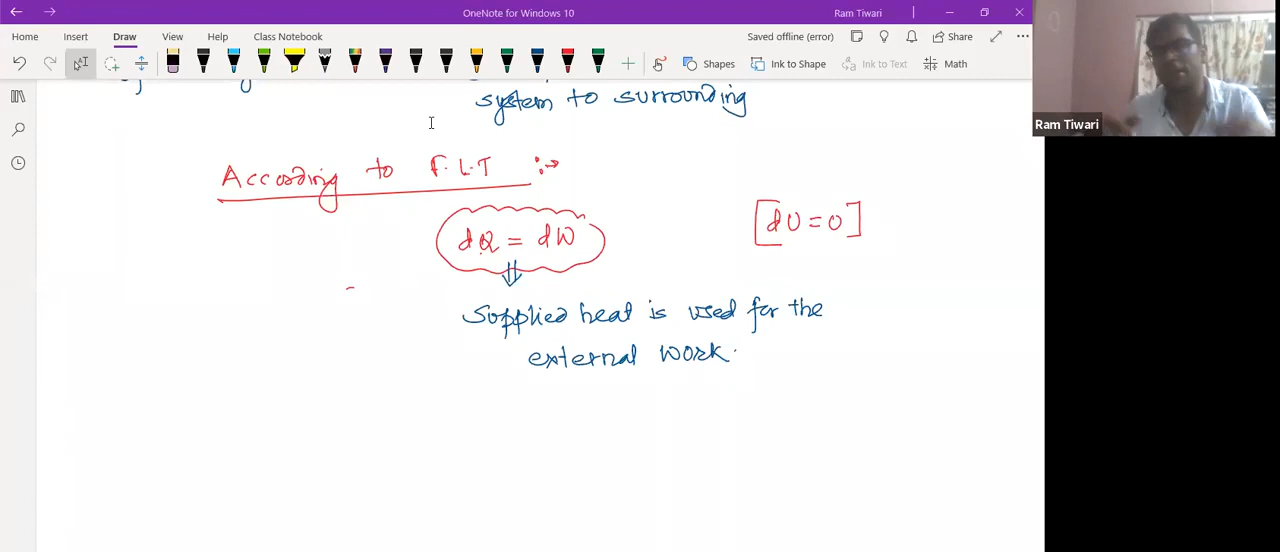 OneNote for Windows 10
Ram Tiwari
Home Insert Draw View Help Class Notebook
Saved offline (error) Share
Shapes Ink to Shape Ink to Text Math
system to surrounding
Ram Tiwari
According to F.L.T :→
dQ = dW [dU = 0]
⇓
Supplied heat is used for the
external work.